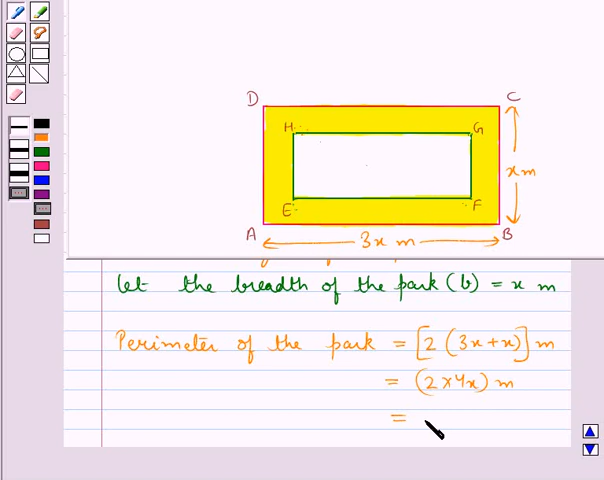 D C
H G
x m
E F
A 3x m B
let the breadth of the park (b) = x m
Perimeter of the park = [2 (3x+x)] m
= (2×4x) m
=